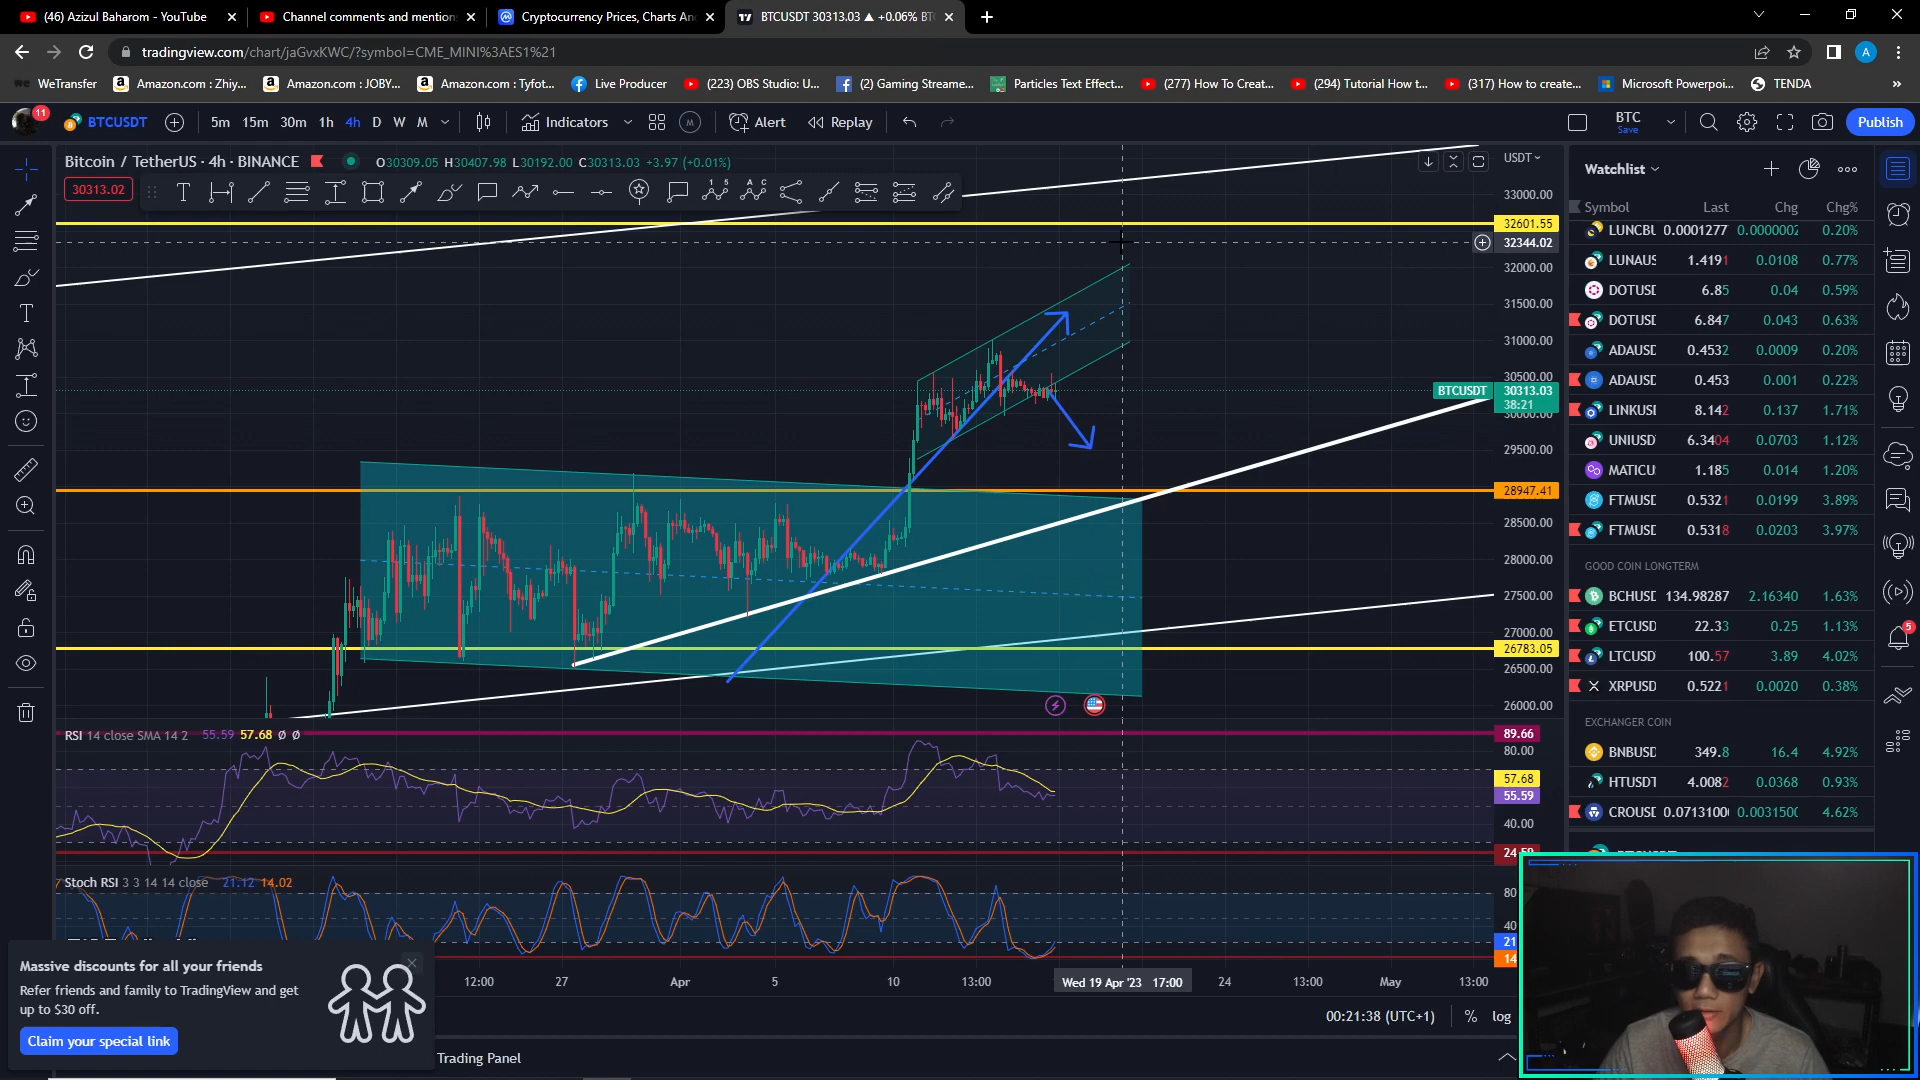 (46) Azizul Baharom - YouTube
Channel comments and mention
Cryptocurrency Prices, Charts An
BTCUSDT 30313.03 ▲ +0.06% BT
tradingview.com/chart/jaGvxKWC/?symbol=CME_MINI%3AES1%21
A
WeTransfer
Amazon.com : Zhiy...
Amazon.com : JOBY...
Amazon.com : Tyfot...
Live Producer
(223) OBS Studio: U...
(2) Gaming Streame...
Particles Text Effect...
(277) How To Creat...
(294) Tutorial How t...
(317) How to create...
Microsoft Powerpoi...
TENDA
»
11
BTCUSDT
5m 15m 30m 1h 4h D W M
Indicators
Alert
Replay
BTC
Save
Publish
Bitcoin / TetherUS · 4h · BINANCE
O30309.05 H30407.98 L30192.00 C30313.03 +3.97 (+0.01%)
30313.02
USDT
33000.00
32601.55
32344.02
32000.00
31500.00
31000.00
30500.00
BTCUSDT 30313.03
38:21
30000.00
29500.00
28947.41
28500.00
28000.00
27500.00
27000.00
26783.05
26500.00
26000.00
RSI 14 close SMA 14 2 55.59 57.68 Ø Ø
89.66
80.00
57.68
55.59
40.00
24.59
Stoch RSI 3 3 14 14 close 21.12 14.02
80
40
21
14
12:00
27
Apr
5
10
13:00
Wed 19 Apr '23 17:00
24
13:00
May
13:00
00:21:38 (UTC+1)
%
log
Trading Panel
Massive discounts for all your friends
Refer friends and family to TradingView and get
up to $30 off.
Claim your special link
Watchlist
Symbol Last Chg Chg%
LUNCBU 0.0001277 0.0000002 0.20%
LUNAUS 1.4191 0.0108 0.77%
DOTUSD 6.85 0.04 0.59%
DOTUSD 6.847 0.043 0.63%
ADAUSD 0.4532 0.0009 0.20%
ADAUSD 0.453 0.001 0.22%
LINKUSD 8.142 0.137 1.71%
UNIUSD 6.3404 0.0703 1.12%
MATICU 1.185 0.014 1.20%
FTMUSD 0.5321 0.0199 3.89%
FTMUSD 0.5318 0.0203 3.97%
GOOD COIN LONGTERM
BCHUSD 134.98287 2.16340 1.63%
ETCUSD 22.33 0.25 1.13%
LTCUSD 100.57 3.89 4.02%
XRPUSD 0.5221 0.0020 0.38%
EXCHANGER COIN
BNBUSD 349.8 16.4 4.92%
HTUSDT 4.0082 0.0368 0.93%
CROUSD 0.0713100 0.003150 4.62%
5